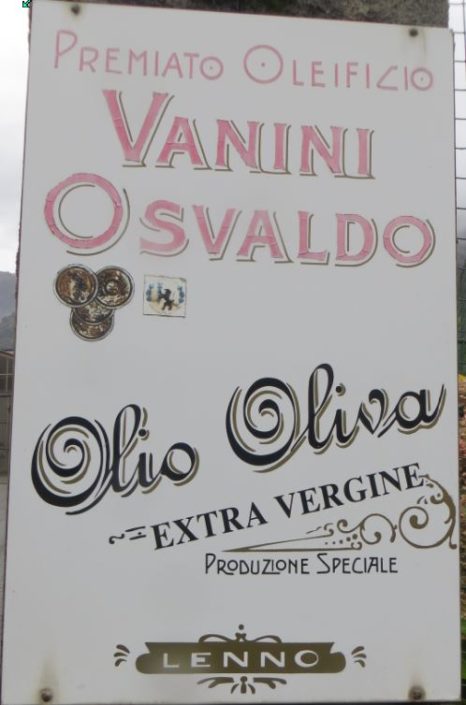 PREMIATO OLEIFICIO
VANINI
OSVALDO
Olio Oliva
EXTRA VERGINE
PRODUZIONE SPECIALE
LENNO